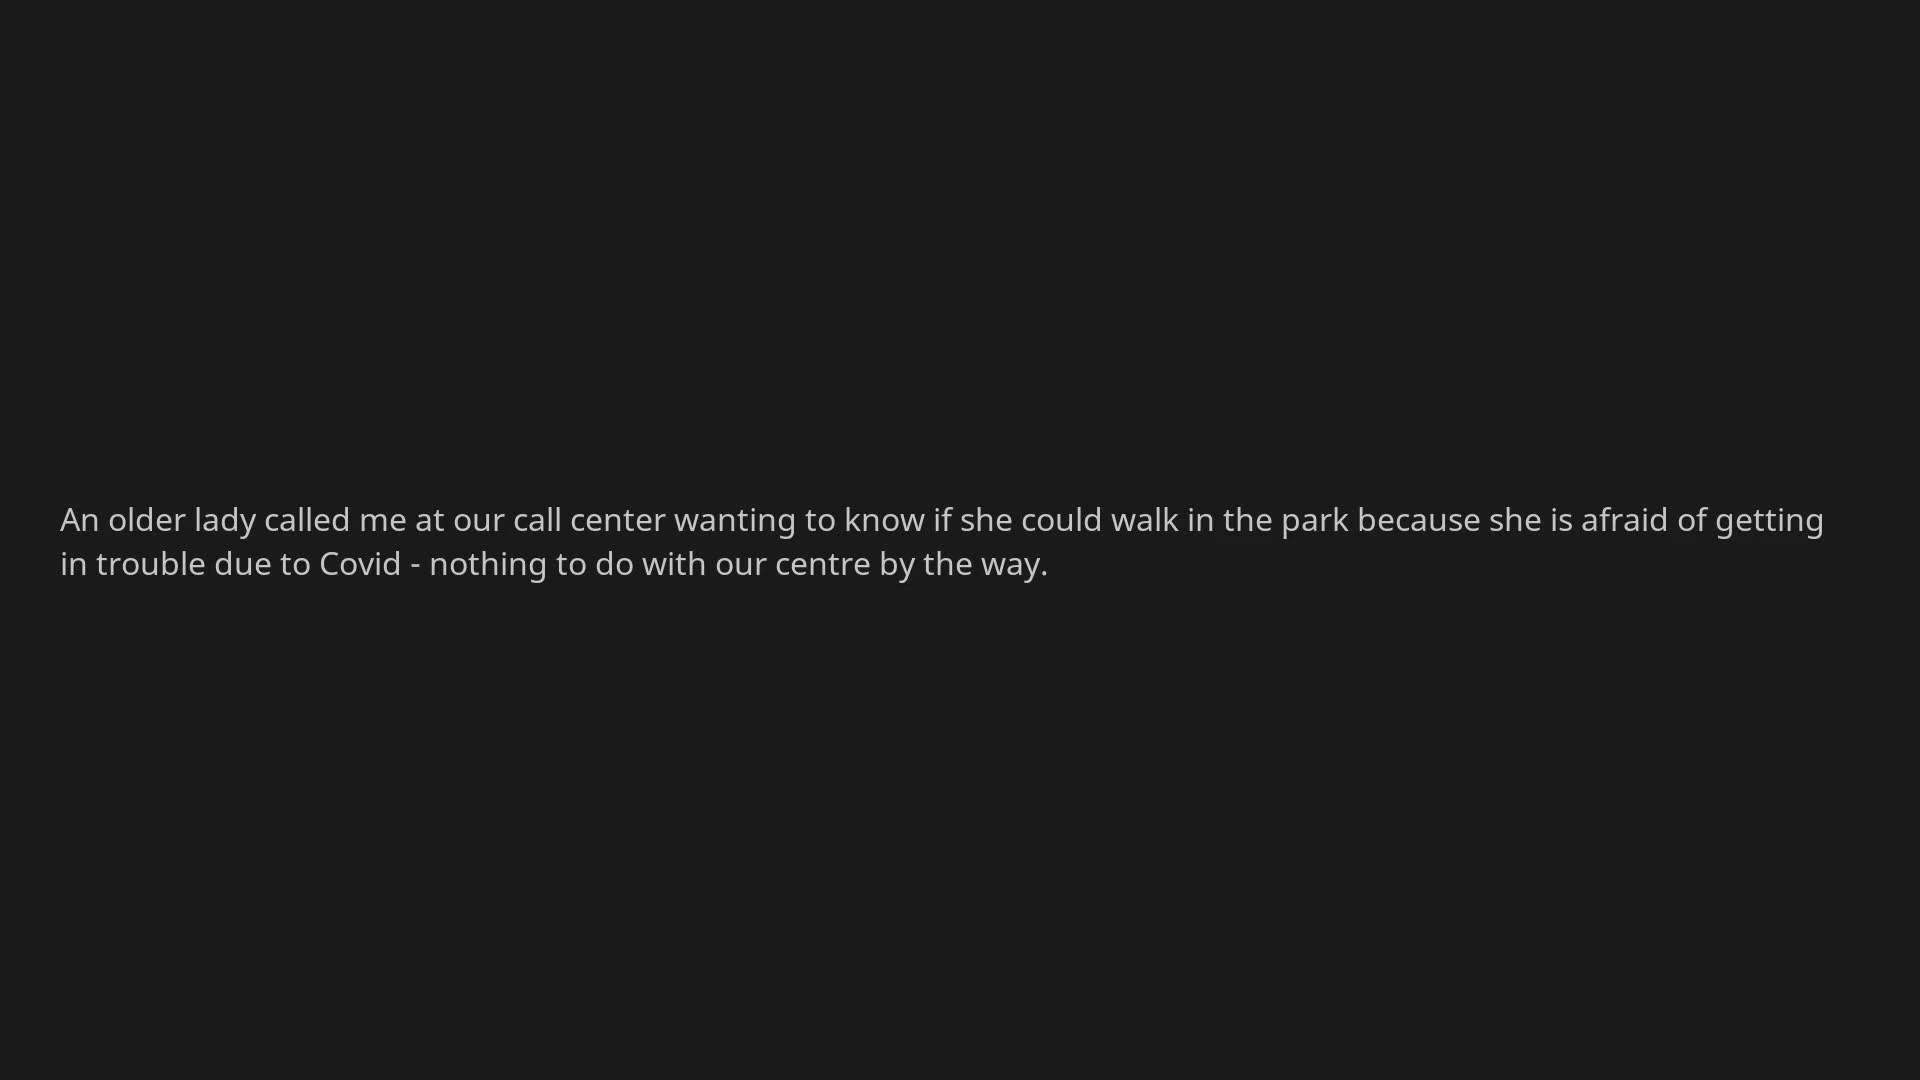 An older lady called me at our call center wanting to know if she could walk in the park because she is afraid of getting
in trouble due to Covid - nothing to do with our centre by the way.